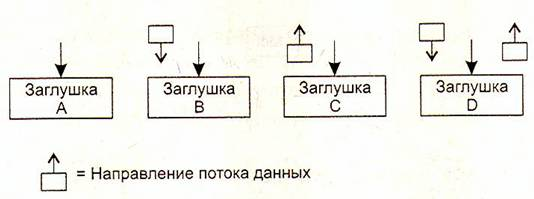 Заглушка
A
Заглушка
B
Заглушка
C
Заглушка
D
= Направление потока данных